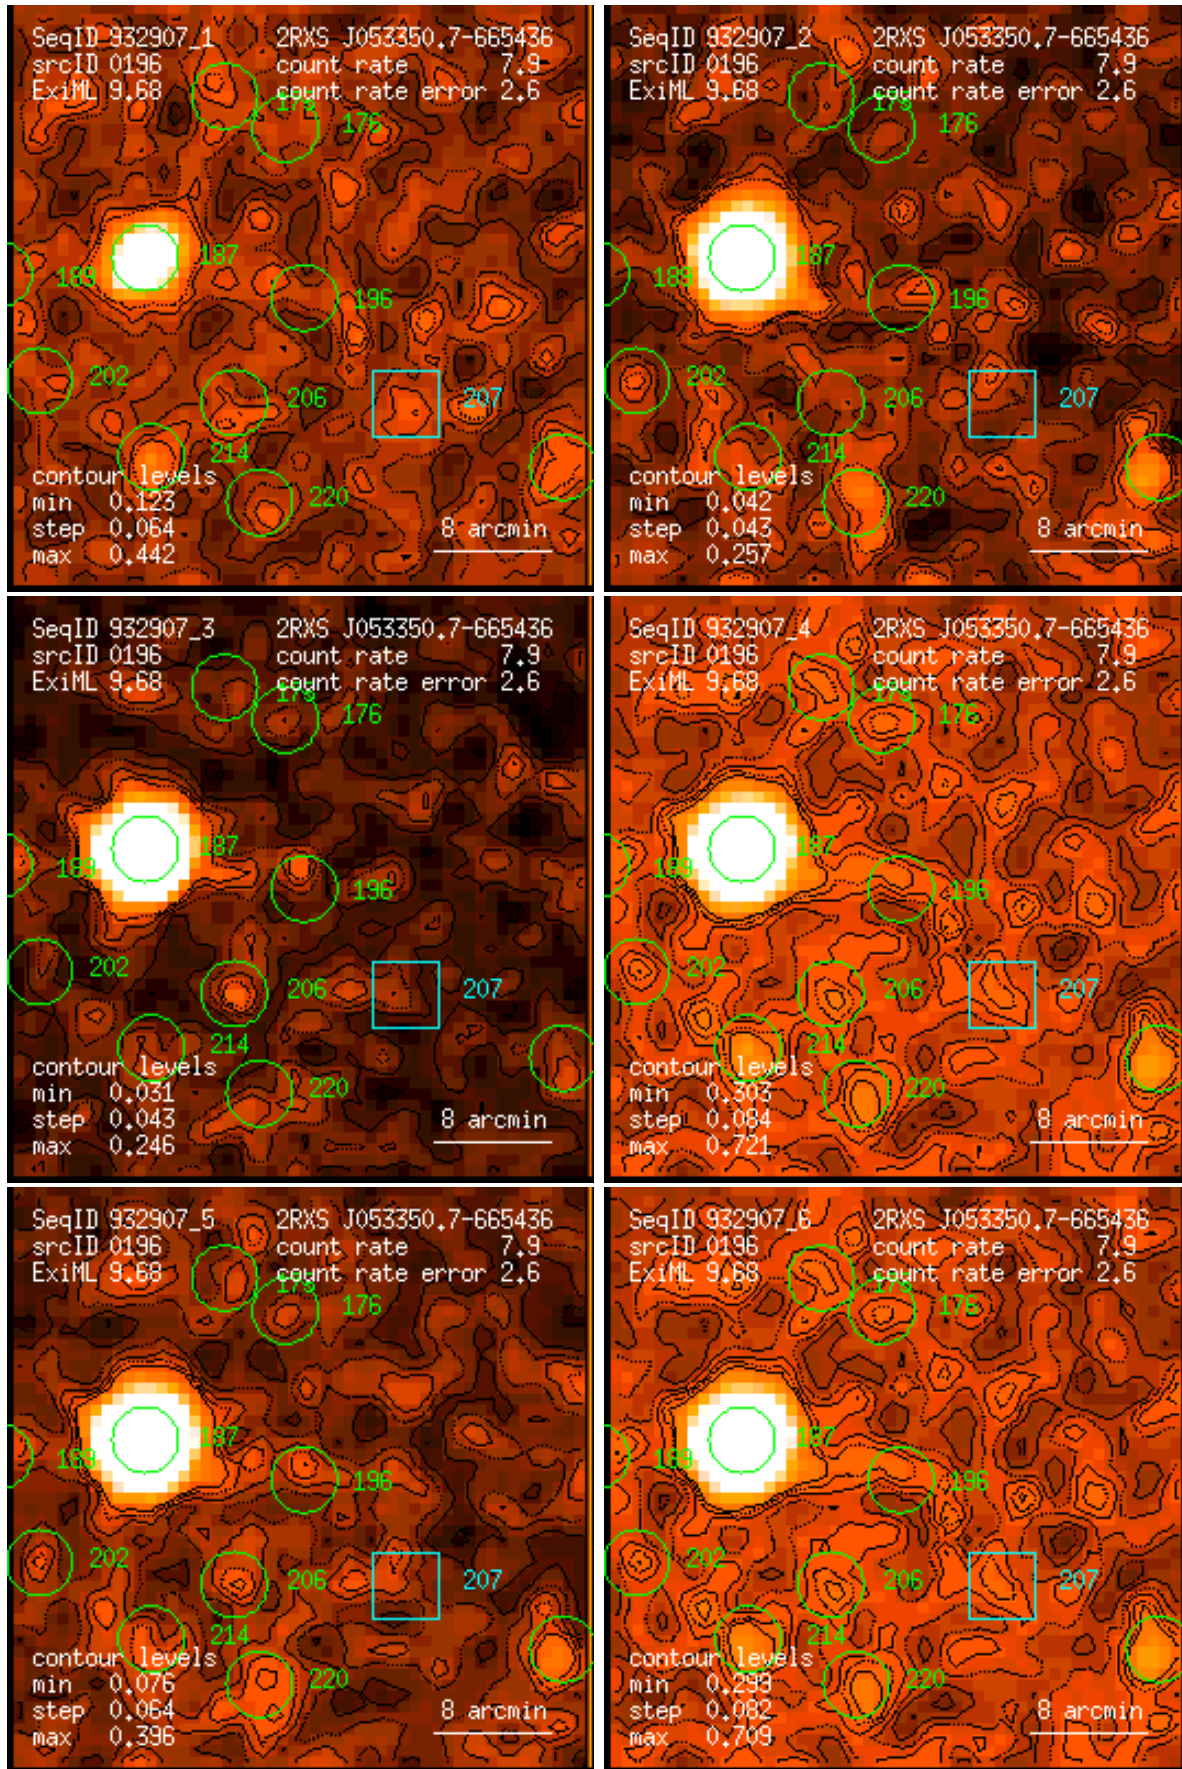 SeqID 932907_1 2RXS J053350.7-665436
srcID 0196 count rate 7.9
ExiML 9.68 count rate error 2.6
175
176
187
189
196
202
206
207
214
220
contour levels
min 0.123
step 0.064
max 0.442
8 arcmin
SeqID 932907_2 2RXS J053350.7-665436
srcID 0196 count rate 7.9
ExiML 9.68 count rate error 2.6
175
176
187
189
196
202
206
207
214
220
contour levels
min 0.042
step 0.043
max 0.257
8 arcmin
SeqID 932907_3 2RXS J053350.7-665436
srcID 0196 count rate 7.9
ExiML 9.68 count rate error 2.6
175
176
187
189
196
202
206
207
214
220
contour levels
min 0.031
step 0.043
max 0.246
8 arcmin
SeqID 932907_4 2RXS J053350.7-665436
srcID 0196 count rate 7.9
ExiML 9.68 count rate error 2.6
175
176
187
189
196
202
206
207
214
220
contour levels
min 0.303
step 0.084
max 0.721
8 arcmin
SeqID 932907_5 2RXS J053350.7-665436
srcID 0196 count rate 7.9
ExiML 9.68 count rate error 2.6
175
176
187
189
196
202
206
207
214
220
contour levels
min 0.076
step 0.064
max 0.396
8 arcmin
SeqID 932907_6 2RXS J053350.7-665436
srcID 0196 count rate 7.9
ExiML 9.68 count rate error 2.6
175
176
187
189
196
202
206
207
214
220
contour levels
min 0.299
step 0.082
max 0.709
8 arcmin